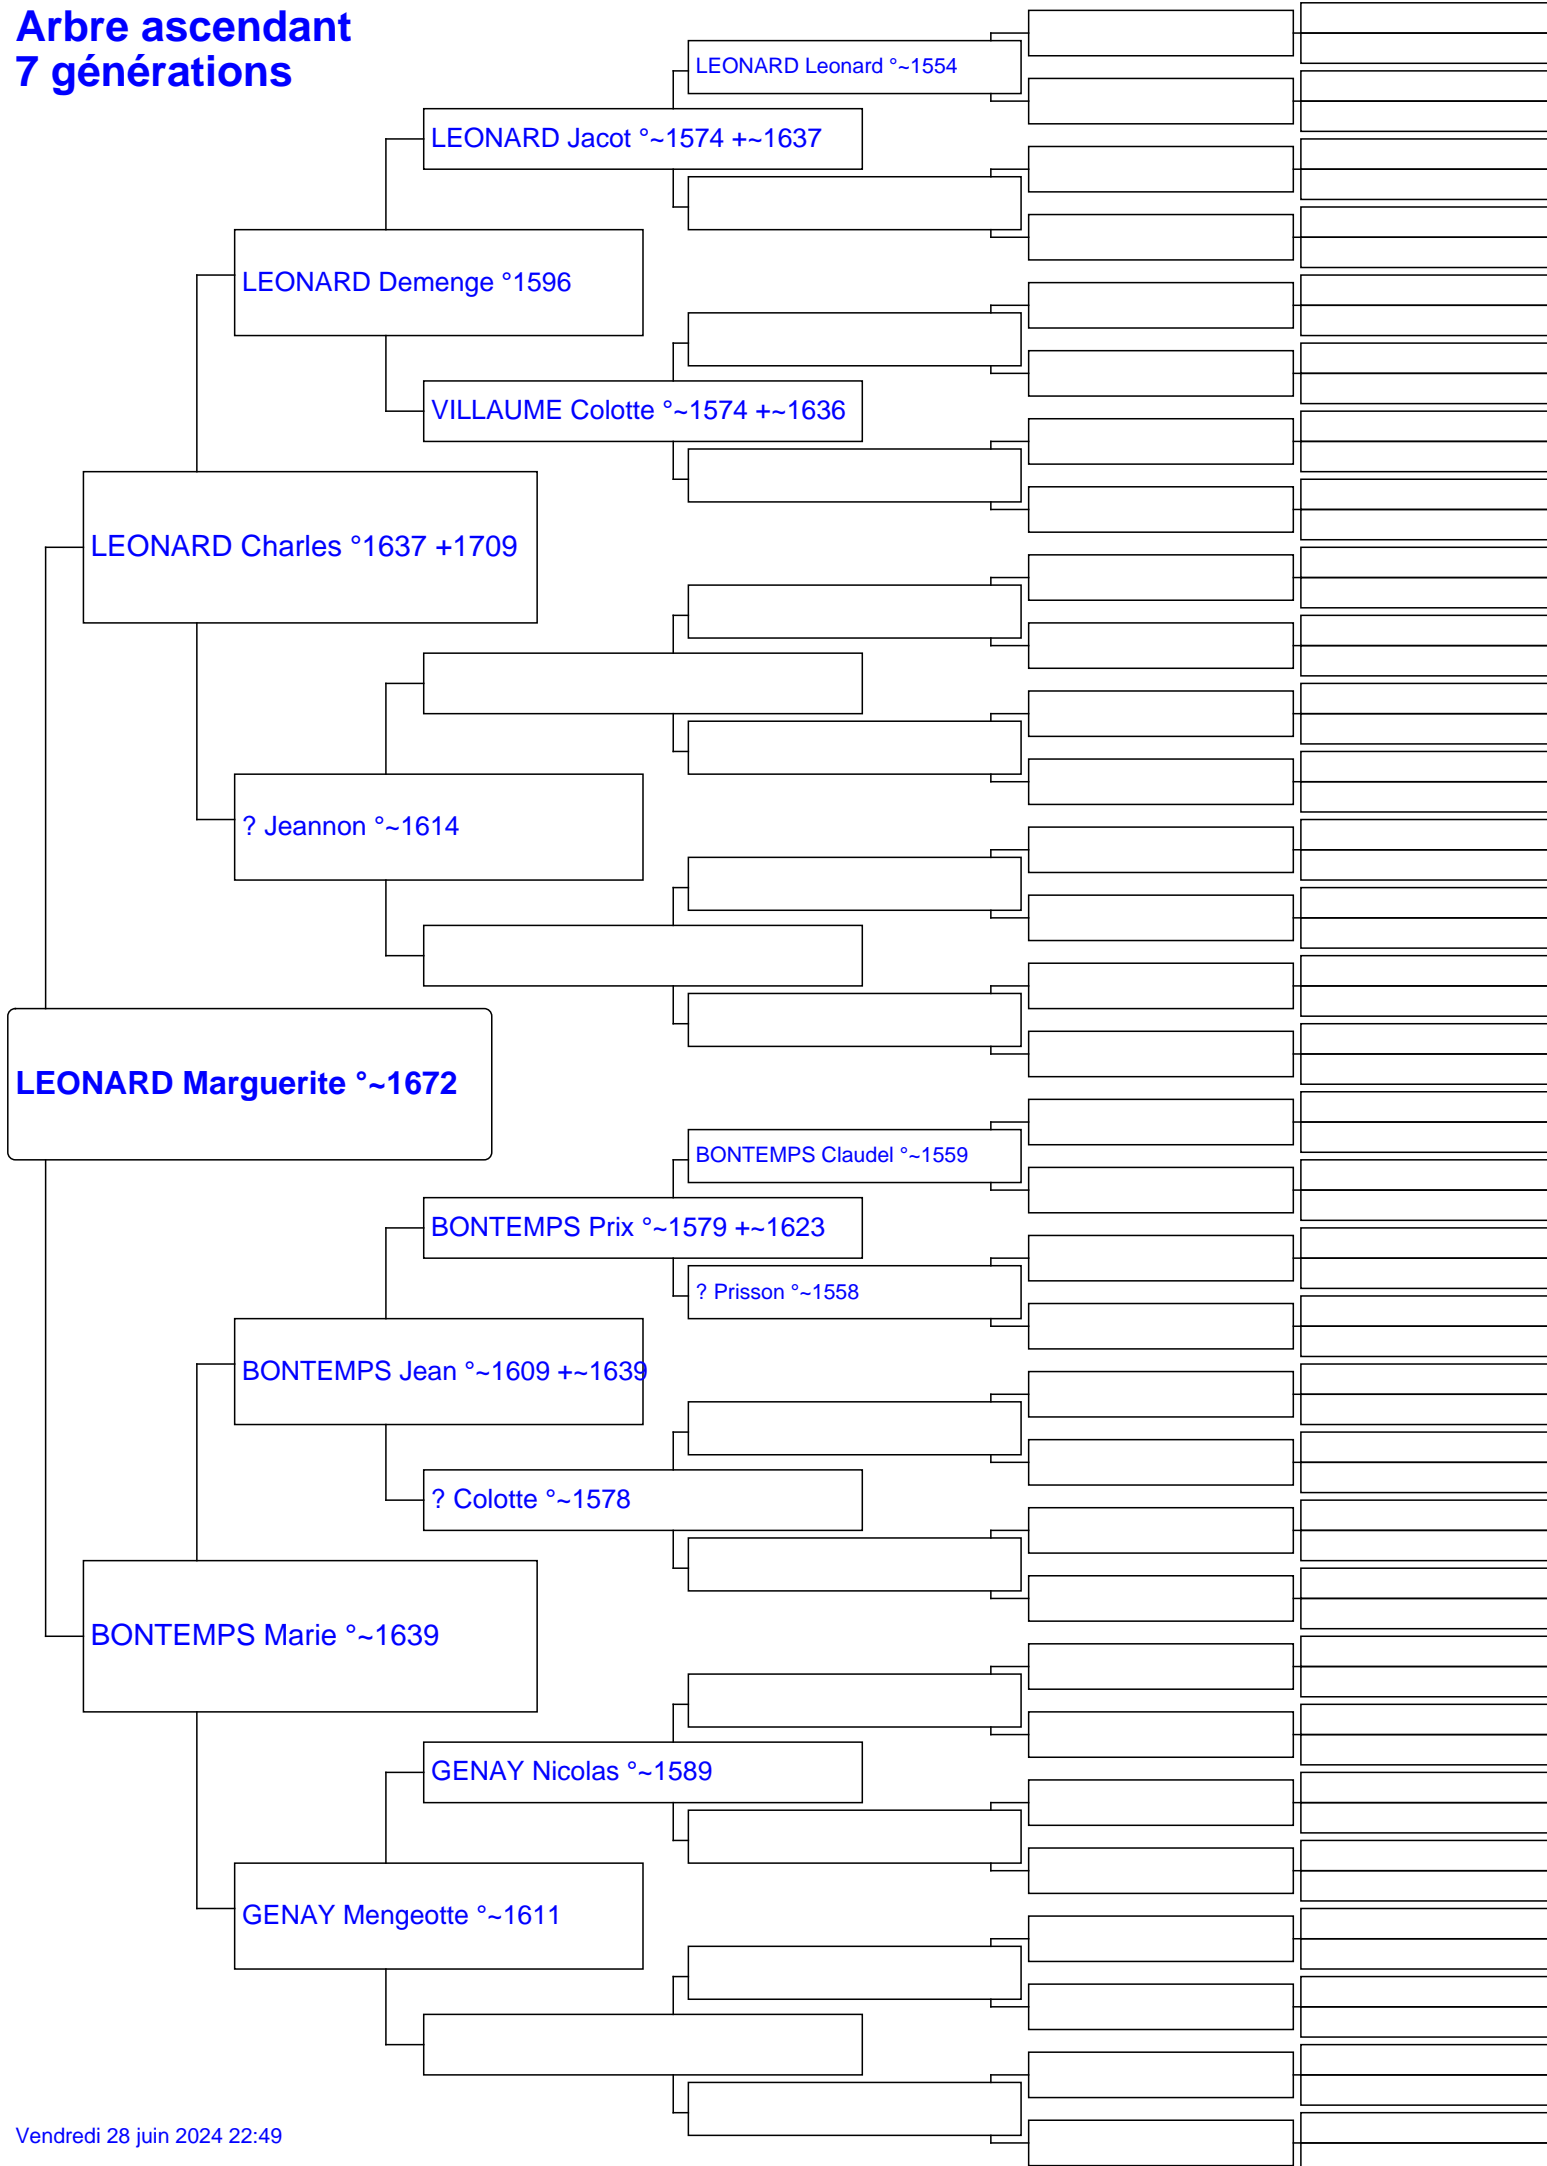 Arbre ascendant
7 générations
LEONARD Leonard °~1554
LEONARD Jacot °~1574 +~1637
LEONARD Demenge °1596
VILLAUME Colotte °~1574 +~1636
LEONARD Charles °1637 +1709
? Jeannon °~1614
LEONARD Marguerite °~1672
BONTEMPS Claudel °~1559
BONTEMPS Prix °~1579 +~1623
? Prisson °~1558
BONTEMPS Jean °~1609 +~1639
? Colotte °~1578
BONTEMPS Marie °~1639
GENAY Nicolas °~1589
GENAY Mengeotte °~1611
Vendredi 28 juin 2024 22:49